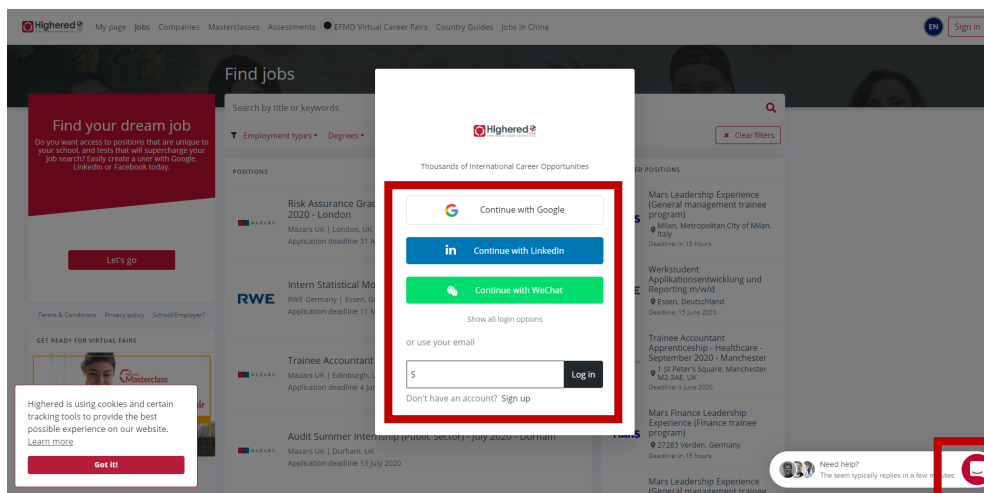 Highered
My page Jobs Companies Masterclasses Assessments EFMD Virtual Career Fairs Country Guides Jobs in China
EN
Sign in
Find jobs
Search by title or keywords
Employment types
Degrees
× Clear filters
Find your dream job
Do you want access to positions that are unique to
your school, and tests that will supercharge your
job search? Easily create a user with Google,
LinkedIn or Facebook today.
Let's go
Terms & Conditions Privacy policy School/Employer?
GET READY FOR VIRTUAL FAIRS
Masterclass
Highered is using cookies and certain
tracking tools to provide the best
possible experience on our website.
Learn more
Got it!
POSITIONS
MAZARS
Risk Assurance Grad
2020 - London
Mazars UK | London, UK
Application deadline 31 A
RWE
Intern Statistical Mo
RWE Germany | Essen, Ge
Application deadline 11 M
MAZARS
Trainee Accountant
Mazars UK | Edinburgh, U
Application deadline 4 Jun
MAZARS
Audit Summer Internship (Public Sector) - July 2020 - Durham
Mazars UK | Durham, UK
Application deadline 13 July 2020
Highered
Thousands of International Career Opportunities
Continue with Google
in Continue with LinkedIn
Continue with WeChat
Show all login options
or use your email
S
Log in
Don't have an account? Sign up
ED POSITIONS
S
Mars Leadership Experience
(General management trainee
program)
Milan, Metropolitan City of Milan,
Italy
Deadline: in 15 hours
E
Werkstudent
Applikationsentwicklung und
Reporting m/w/d
Essen, Deutschland
Deadline: 15 June 2020
Trainee Accountant
Apprenticeship - Healthcare -
September 2020 - Manchester
1 St Peter's Square, Manchester
M2 3AE, UK
Deadline: 4 June 2020
MARS
Mars Finance Leadership
Experience (Finance trainee
program)
27283 Verden, Germany
Deadline: in 15 hours
Mars Leadership Experience
(General management trainee
Need help?
The team typically replies in a few minutes.